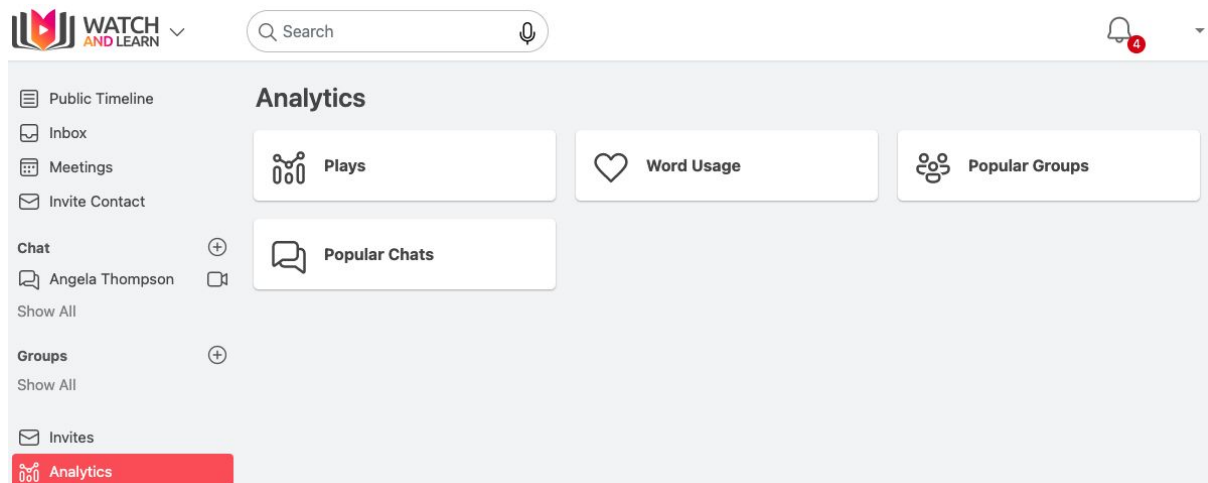 WATCH
AND LEARN
Search
4
Public Timeline
Inbox
Meetings
Invite Contact
Chat
Angela Thompson
Show All
Groups
Show All
Invites
Analytics
Analytics
Plays
Word Usage
Popular Groups
Popular Chats